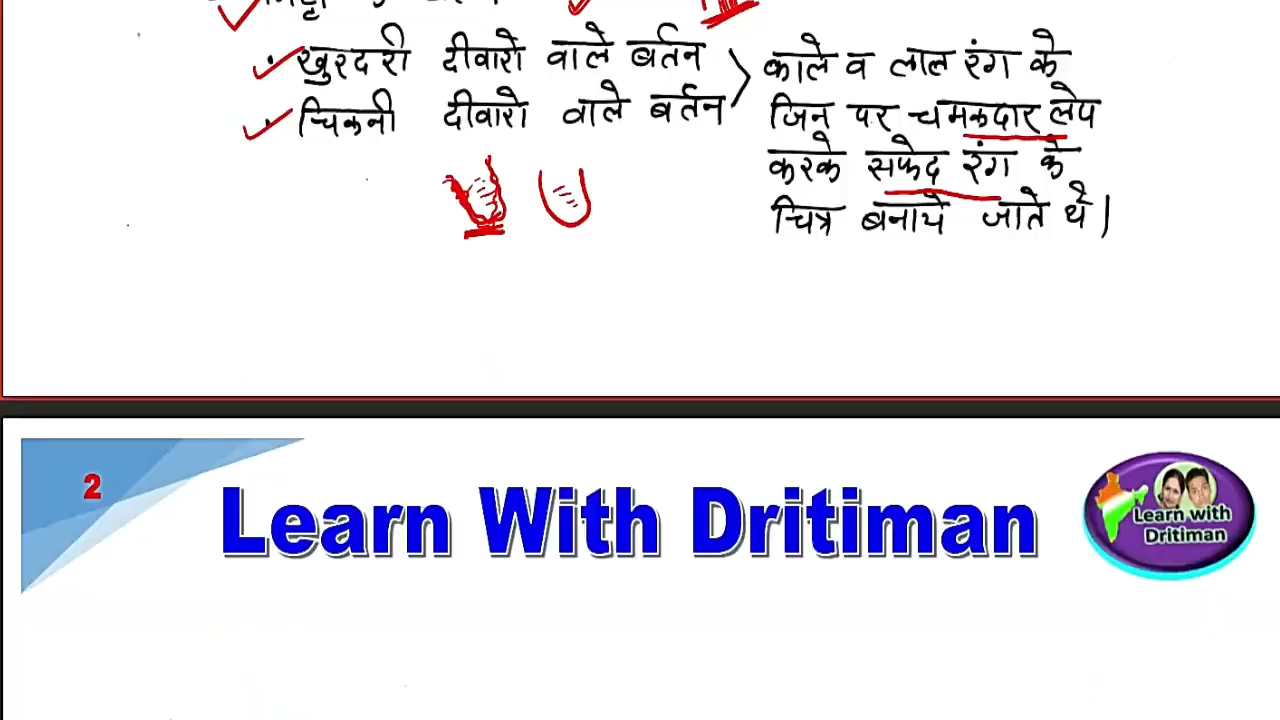 खुरदरी दीवारो वाले बर्तन
चिकनी दीवारो वाले बर्तन
काले व लाल रंग के
जिन पर चमकदार लेप
करके सफेद रंग के
चित्र बनाये जाते थे।
2
Learn With Dritiman
Learn with
Dritiman